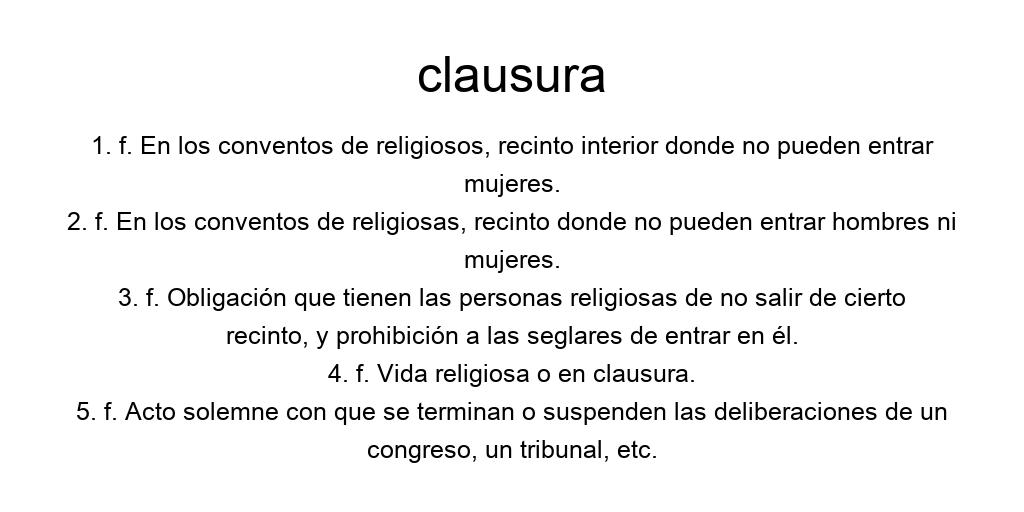 clausura
1. f. En los conventos de religiosos, recinto interior donde no pueden entrar
mujeres.
2. f. En los conventos de religiosas, recinto donde no pueden entrar hombres ni
mujeres.
3. f. Obligación que tienen las personas religiosas de no salir de cierto
recinto, y prohibición a las seglares de entrar en él.
4. f. Vida religiosa o en clausura.
5. f. Acto solemne con que se terminan o suspenden las deliberaciones de un
congreso, un tribunal, etc.